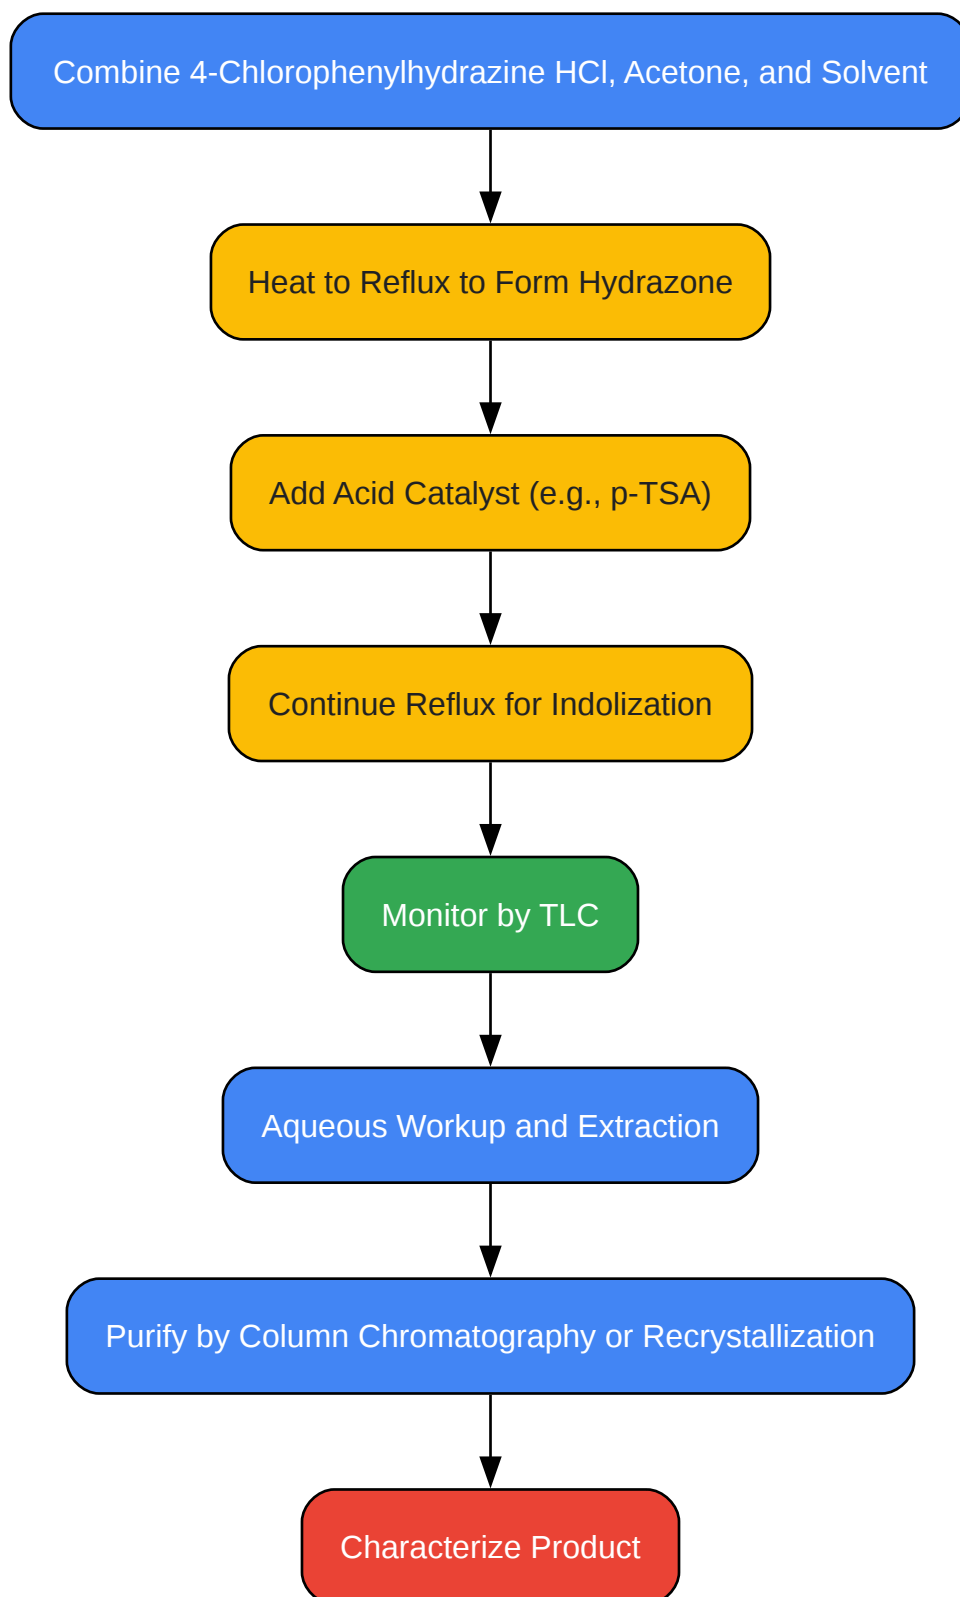 Combine 4-Chlorophenylhydrazine HCl, Acetone, and Solvent
Heat to Reflux to Form Hydrazone
Add Acid Catalyst (e.g., p-TSA)
Continue Reflux for Indolization
Monitor by TLC
Aqueous Workup and Extraction
Purify by Column Chromatography or Recrystallization
Characterize Product